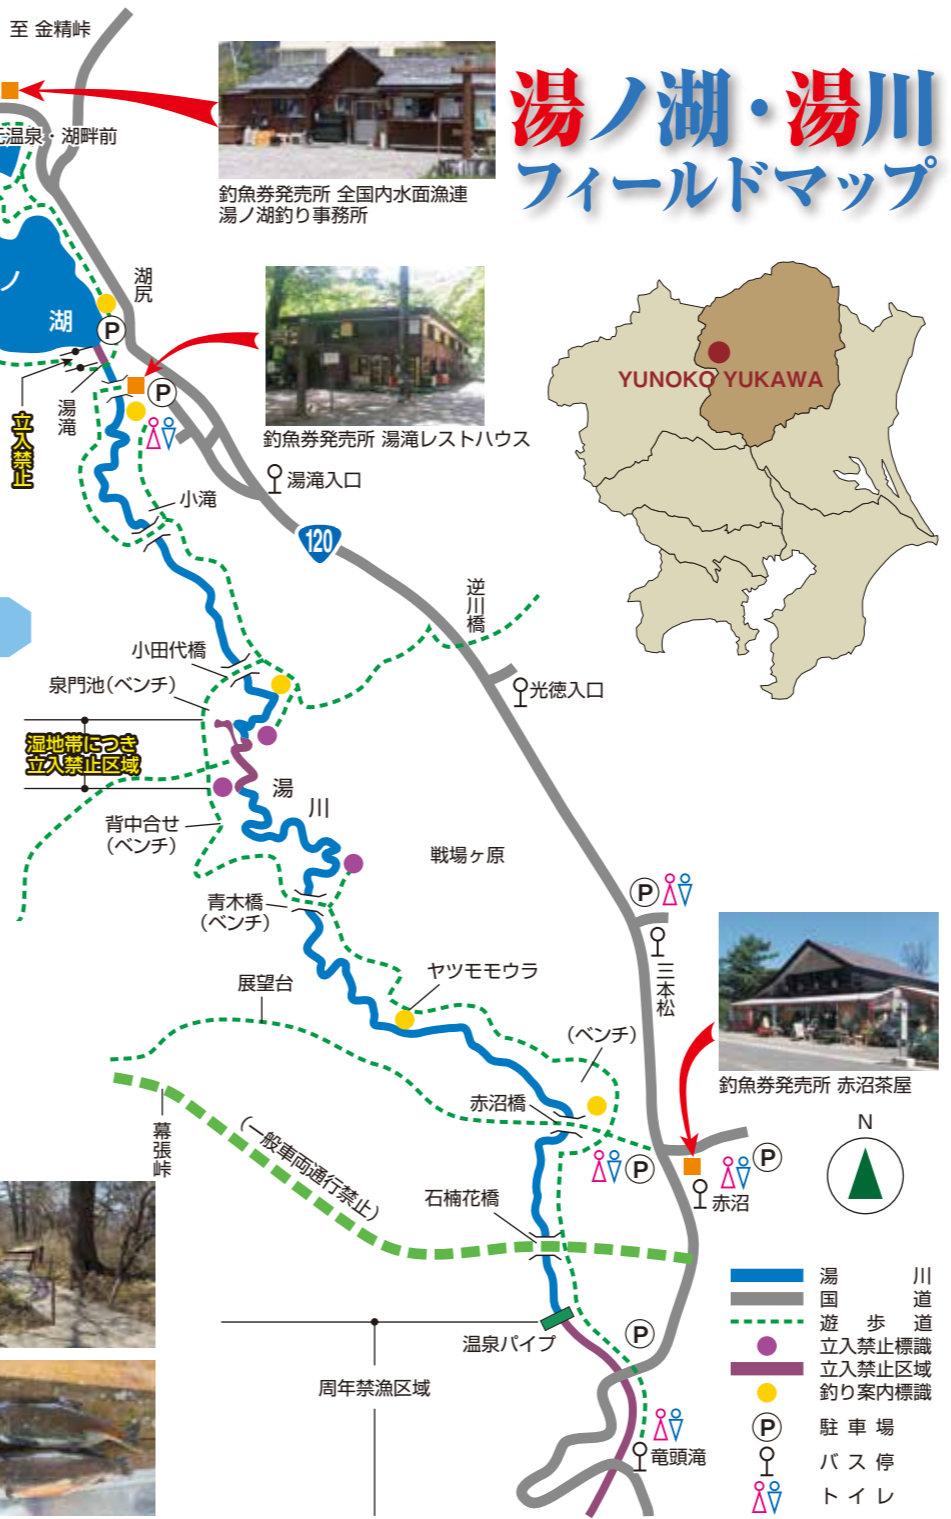 至 金精峠
元温泉・湖畔前
釣魚券発売所 全国内水面漁連
湯ノ湖釣り事務所
湯ノ湖・湯川
フィールドマップ
ノ
湖
湖尻
P
立入禁止
湯滝
P
釣魚券発売所 湯滝レストハウス
YUNOKO YUKAWA
湯滝入口
小滝
120
逆川橋
小田代橋
泉門池(ベンチ)
光徳入口
湿地帯につき
立入禁止区域
湯
川
背中合せ
(ベンチ)
戦場ヶ原
P
青木橋
(ベンチ)
三本松
展望台
ヤツモモウラ
(ベンチ)
釣魚券発売所 赤沼茶屋
赤沼橋
幕張峠
(一般車両通行禁止)
N
P
P
赤沼
石楠花橋
温泉パイプ
P
周年禁漁区域
竜頭滝
湯川
国道
遊歩道
立入禁止標識
立入禁止区域
釣り案内標識
P 駐車場
バス停
トイレ